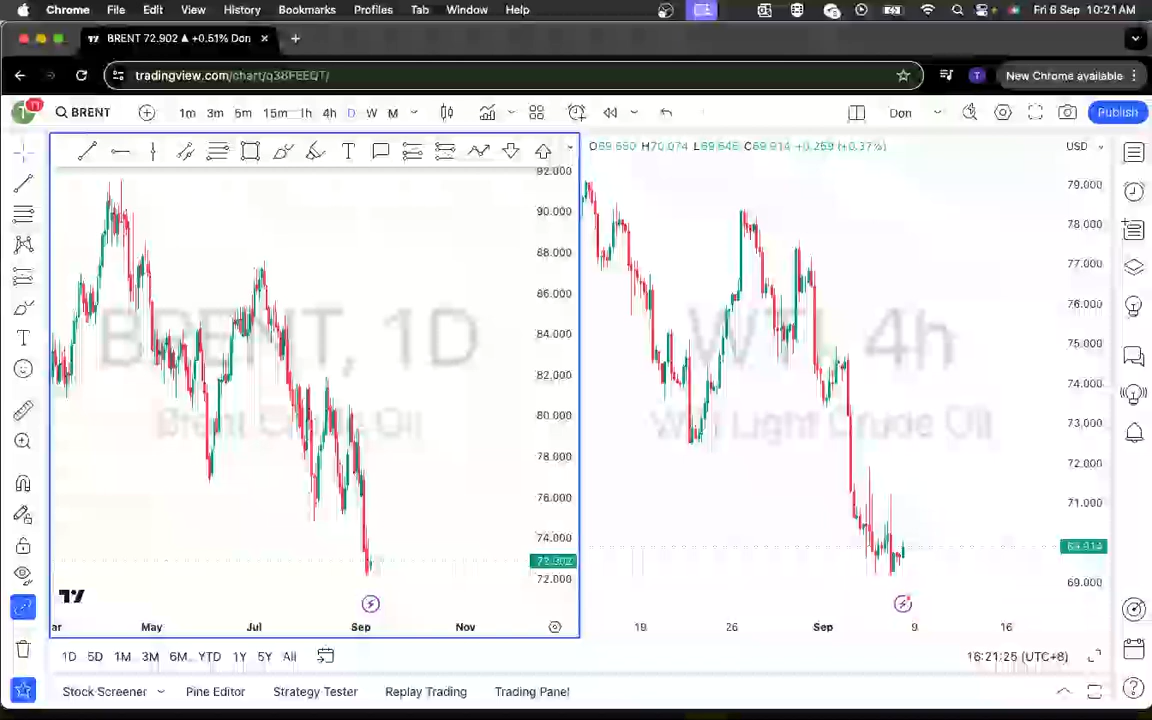 Chrome File Edit View History Bookmarks Profiles Tab Window Help Fri 6 Sep 10:21 AM
BRENT 72.902 ▲ +0.51% Don
tradingview.com/chart/q38FEEQT/
New Chrome available
T
11
BRENT 1m 3m 5m 15m 1h 4h D W M Don Publish
O69.650 H70.074 L69.646 C69.914 +0.259 (+0.37%) USD
92.000
90.000
88.000
86.000
84.000
82.000
80.000
78.000
76.000
74.000
72.902
72.000
BRENT, 1D
Brent Crude Oil
79.000
78.000
77.000
76.000
75.000
74.000
73.000
72.000
71.000
69.914
69.000
WTI, 4h
WTI Light Crude Oil
ar May Jul Sep Nov
19 26 Sep 9 16
1D 5D 1M 3M 6M YTD 1Y 5Y All 16:21:25 (UTC+8)
Stock Screener Pine Editor Strategy Tester Replay Trading Trading Panel